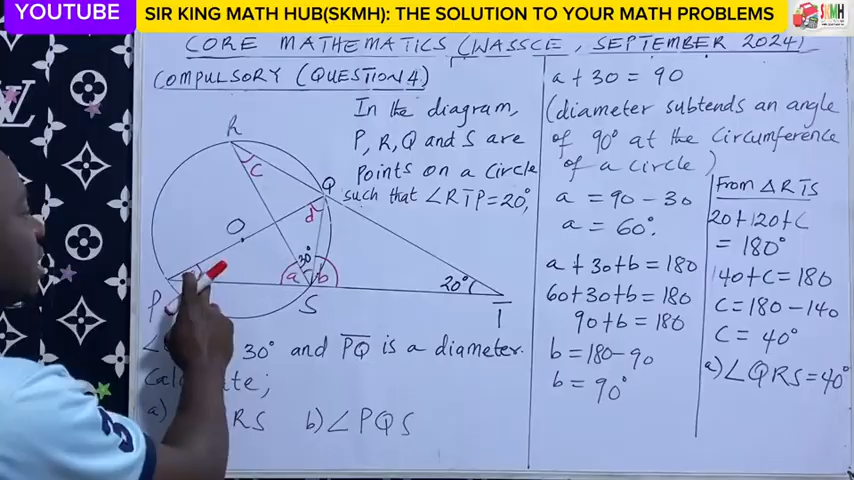 YOUTUBE
SIR KING MATH HUB(SKMH): THE SOLUTION TO YOUR MATH PROBLEMS
SKMH
CORE MATHEMATICS (WASSCE, SEPTEMBER 2024)
COMPULSORY (QUESTION 4)
In the diagram,
P, R, Q and S are
points on a circle
such that ∠RTP=20°,
R
c
Q
d
O
30°
a
b
20°
P
S
T
∠ 30° and PQ is a diameter.
a) RS b) ∠PQS
a + 30 = 90
(diameter subtends an angle
of 90° at the circumference
of a circle)
a = 90 - 30
a = 60°.
a + 30 + b = 180
60 + 30 + b = 180
90 + b = 180
b = 180 - 90
b = 90°
From △RTS
20 + 120 + c
= 180°
140 + c = 180
c = 180 - 140
c = 40°
a) ∠QRS = 40°